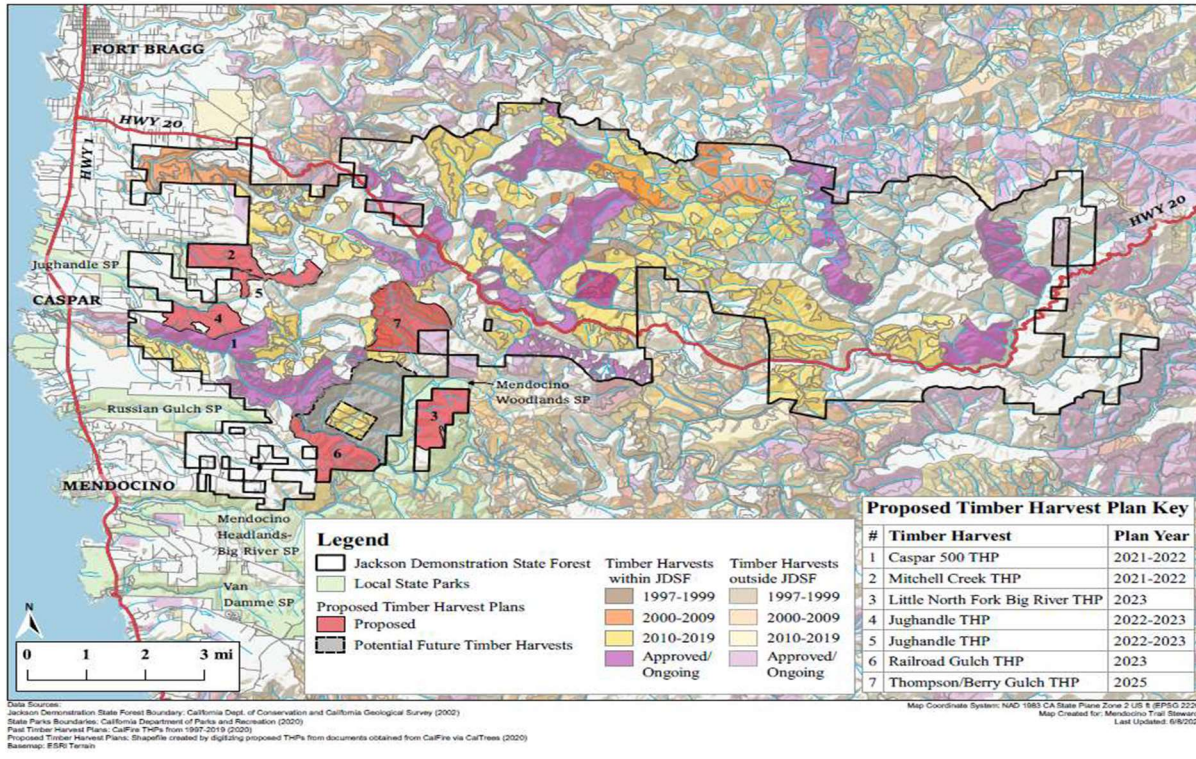 FORT BRAGG
HWY 20
HWY 1
HWY 20
2
Jughandle SP
5
CASPAR
4
7
1
Mendocino
Woodlands SP
Russian Gulch SP
3
6
MENDOCINO
Mendocino
Headlands-
Big River SP
Van
Damme SP
N
0 1 2 3 mi
Legend
Jackson Demonstration State Forest
Local State Parks
Proposed Timber Harvest Plans
Proposed
Potential Future Timber Harvests
Timber Harvests
within JDSF
1997-1999
2000-2009
2010-2019
Approved/
Ongoing
Timber Harvests
outside JDSF
1997-1999
2000-2009
2010-2019
Approved/
Ongoing
Proposed Timber Harvest Plan Key
# Timber Harvest Plan Year
1 Caspar 500 THP 2021-2022
2 Mitchell Creek THP 2021-2022
3 Little North Fork Big River THP 2023
4 Jughandle THP 2022-2023
5 Jughandle THP 2022-2023
6 Railroad Gulch THP 2023
7 Thompson/Berry Gulch THP 2025
Data Sources:
Jackson Demonstration State Forest Boundary: California Dept. of Conservation and California Geological Survey (2002)
State Parks Boundaries: California Department of Parks and Recreation (2020)
Past Timber Harvest Plans: CalFire THPs from 1997-2019 (2020)
Proposed Timber Harvest Plans: Shapefile created by digitizing proposed THPs from documents obtained from CalFire via CalTrees (2020)
Basemap: ESRI Terrain
Map Coordinate System: NAD 1983 CA State Plane Zone 2 US ft (EPSG 222
Map Created for: Mendocino Trail Stewar
Last Updated: 6/8/202